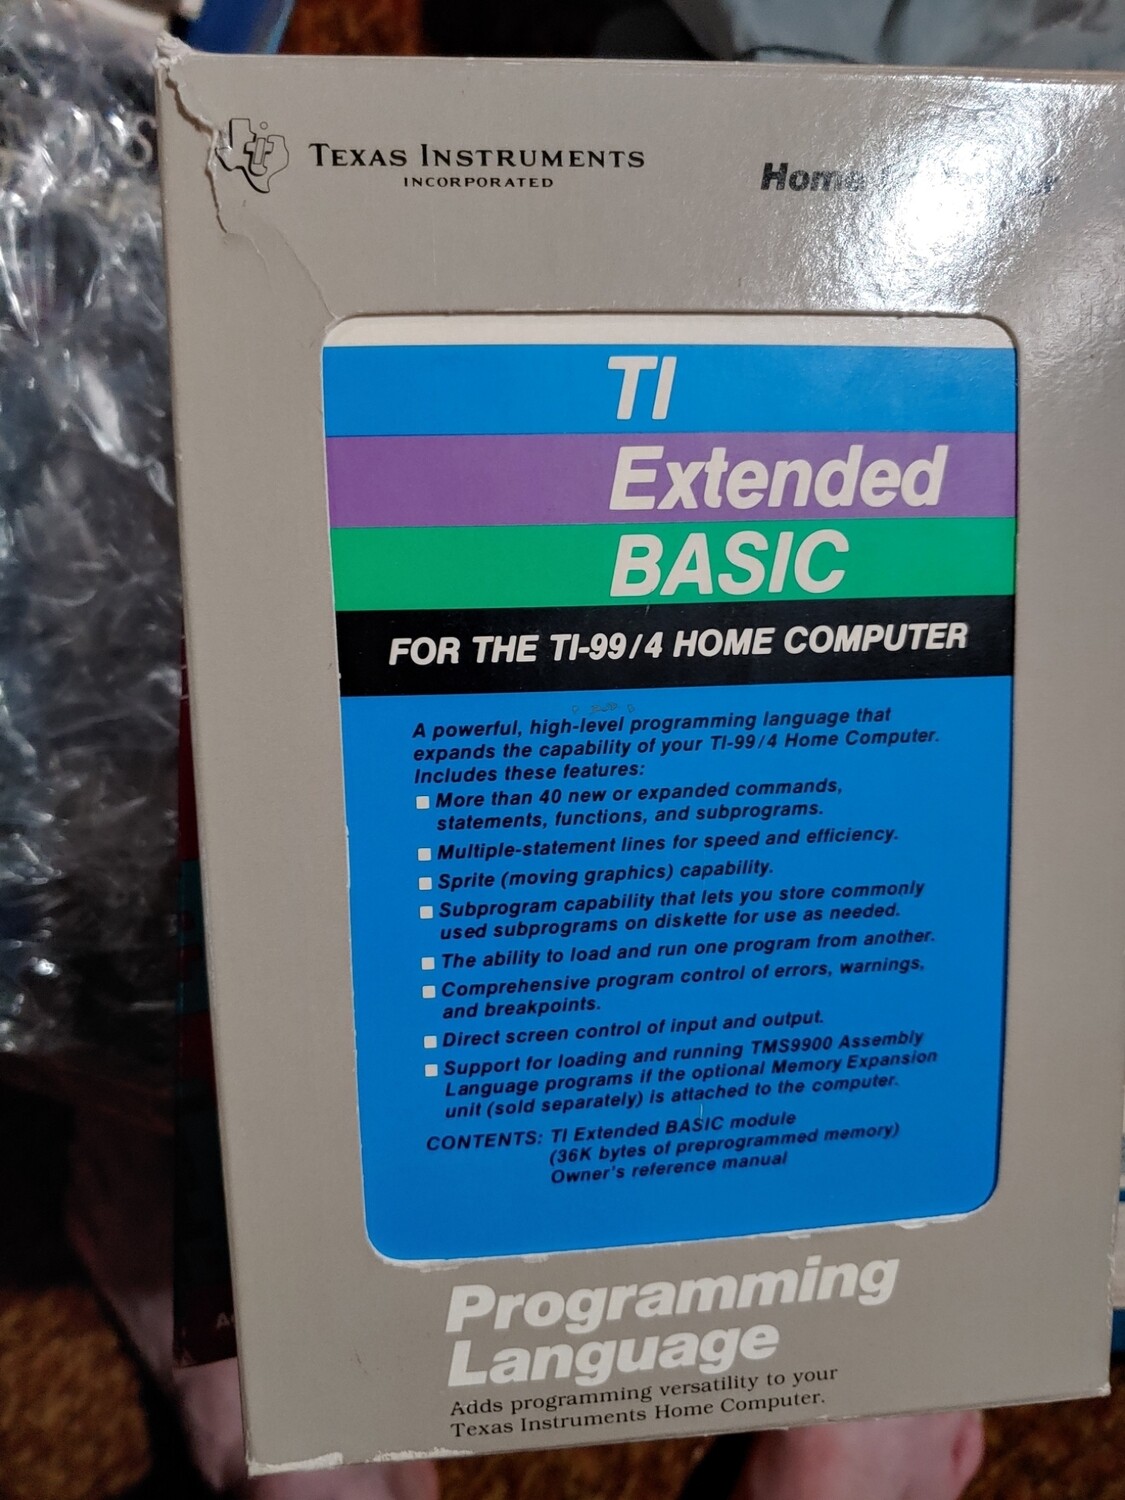 TEXAS INSTRUMENTS
INCORPORATED
Home
TI
Extended
BASIC
FOR THE TI-99/4 HOME COMPUTER
A powerful, high-level programming language that
expands the capability of your TI-99/4 Home Computer.
Includes these features:
More than 40 new or expanded commands,
statements, functions, and subprograms.
Multiple-statement lines for speed and efficiency.
Sprite (moving graphics) capability.
Subprogram capability that lets you store commonly
used subprograms on diskette for use as needed.
The ability to load and run one program from another.
Comprehensive program control of errors, warnings,
and breakpoints.
Direct screen control of input and output.
Support for loading and running TMS9900 Assembly
Language programs if the optional Memory Expansion
unit (sold separately) is attached to the computer.
CONTENTS: TI Extended BASIC module
(36K bytes of preprogrammed memory)
Owner's reference manual
Programming
Language
Adds programming versatility to your
Texas Instruments Home Computer.